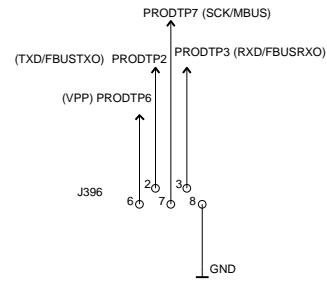 PRODTP7 (SCK/MBUS)
(TXD/FBUSTXO) PRODTP2 PRODTP3 (RXD/FBUSRXO)
(VPP) PRODTP6
J396
2 3
6 7 8
GND